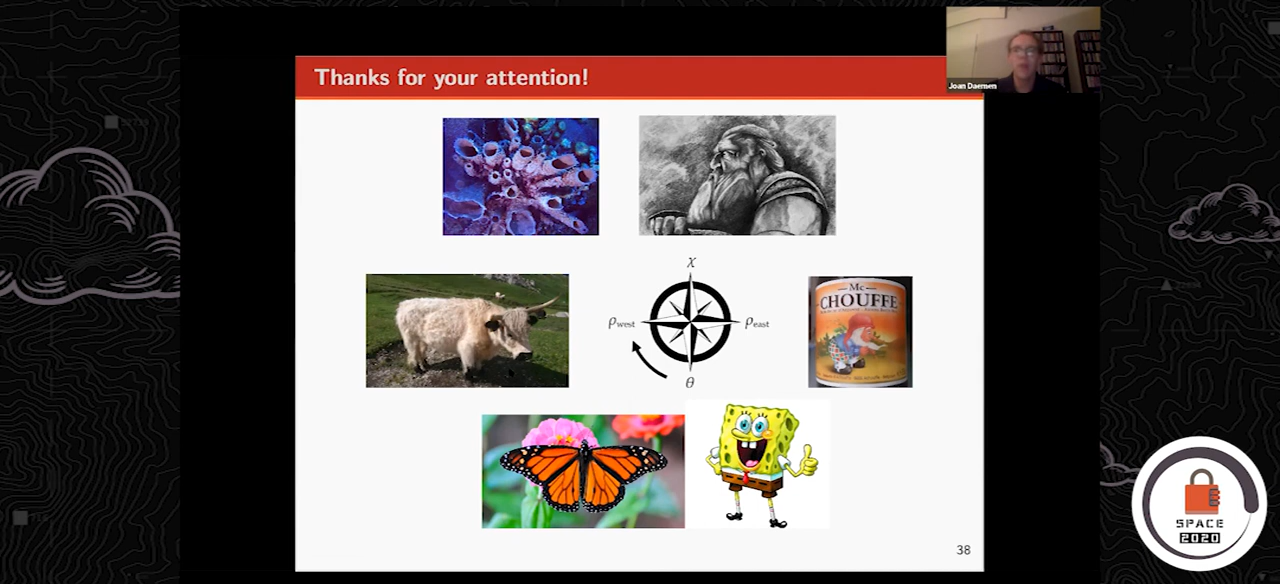 Thanks for your attention!
Joan Daemen
χ
ρwest
ρeast
θ
Mc
CHOUFFE
38
SPACE
2020